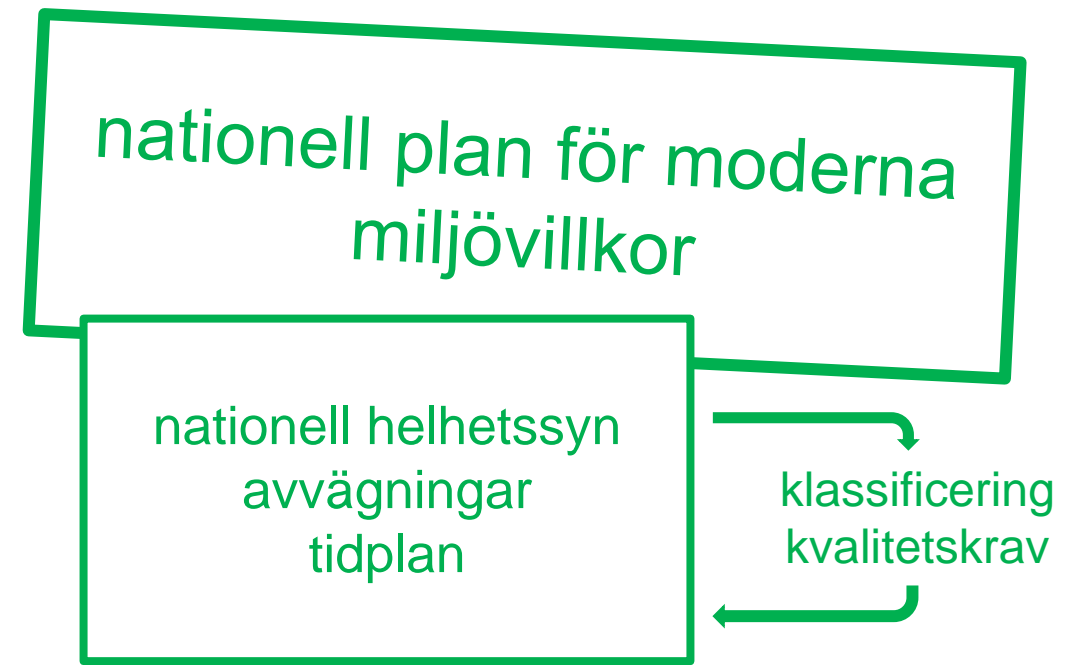 nationell plan för moderna
miljövillkor
nationell helhetssyn
avvägningar
tidplan
klassificering
kvalitetskrav